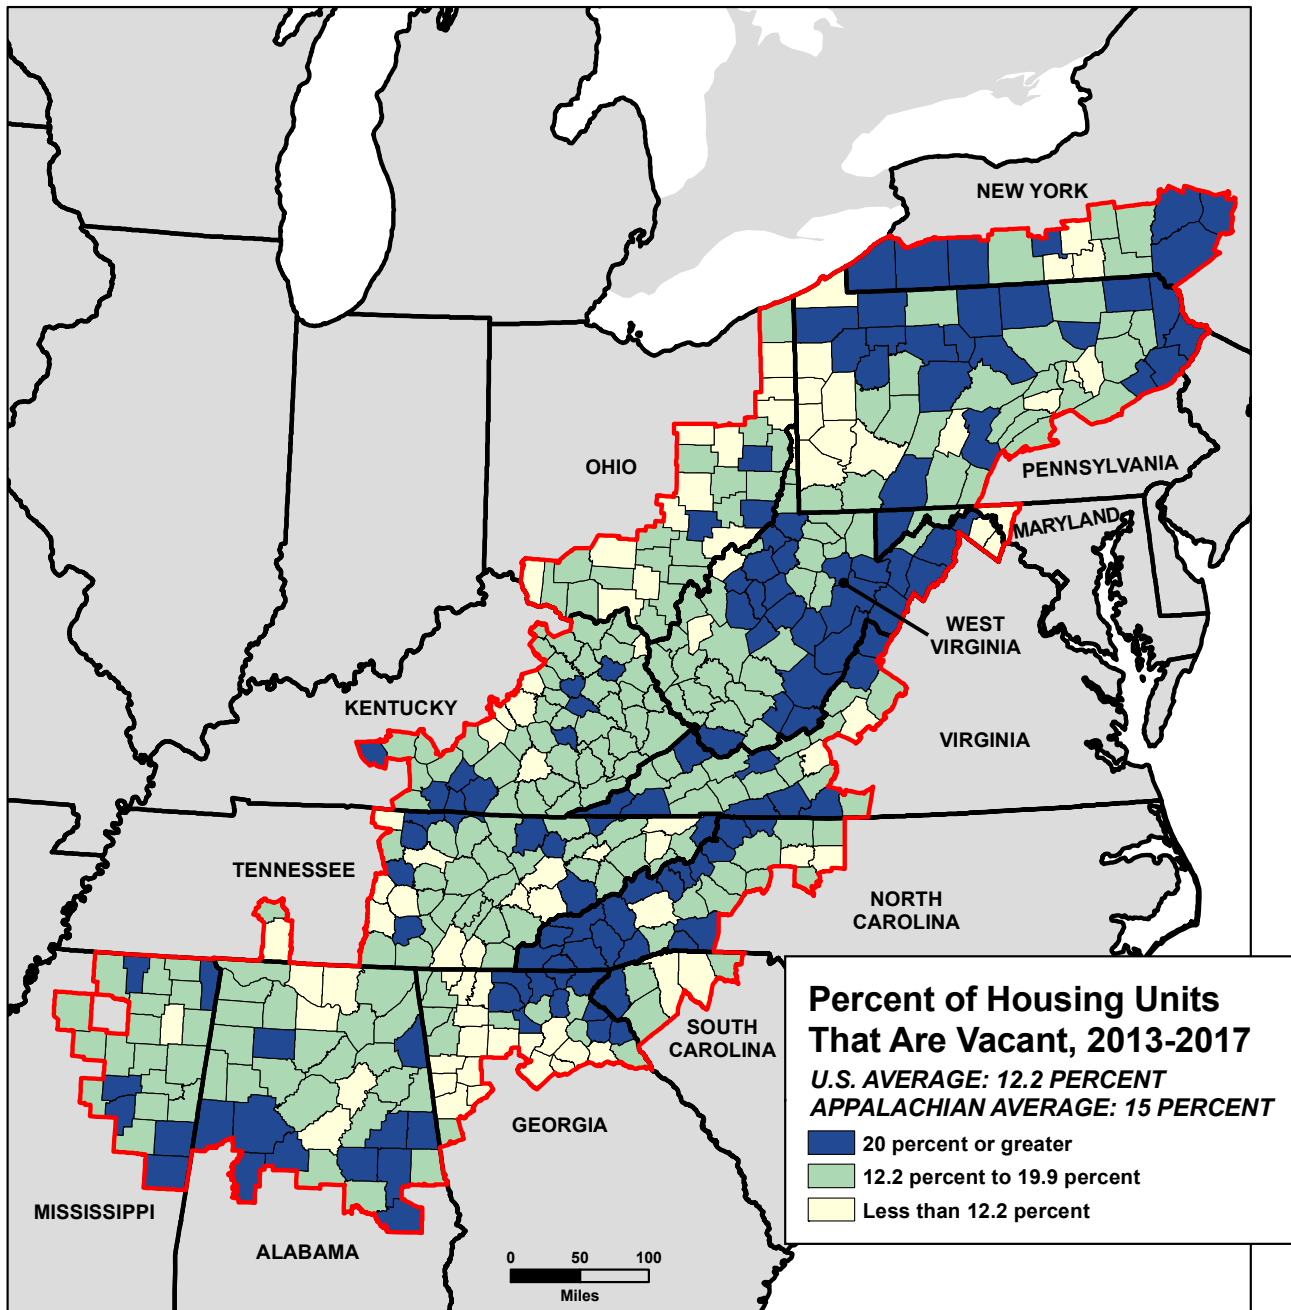 NEW YORK
OHIO
PENNSYLVANIA
MARYLAND
WEST
VIRGINIA
KENTUCKY
VIRGINIA
TENNESSEE
NORTH
CAROLINA
SOUTH
CAROLINA
GEORGIA
MISSISSIPPI
ALABAMA
Percent of Housing Units
That Are Vacant, 2013-2017
U.S. AVERAGE: 12.2 PERCENT
APPALACHIAN AVERAGE: 15 PERCENT
20 percent or greater
12.2 percent to 19.9 percent
Less than 12.2 percent
0 50 100
Miles